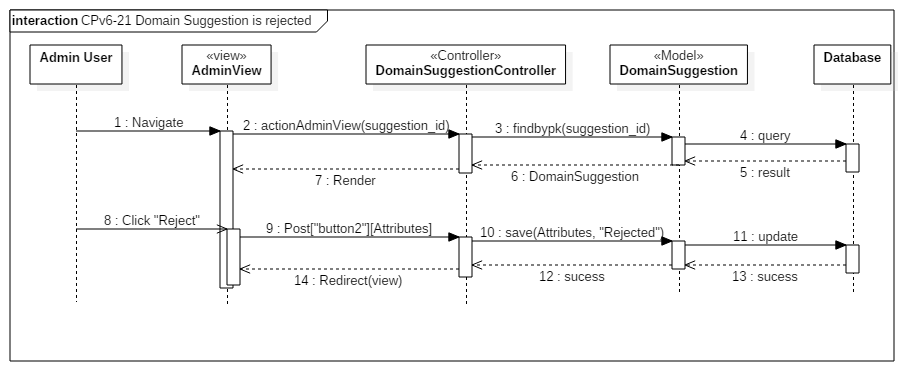 interaction CPv6-21 Domain Suggestion is rejected
Admin User
«view»
AdminView
«Controller»
DomainSuggestionController
«Model»
DomainSuggestion
Database
1 : Navigate
2 : actionAdminView(suggestion_id)
3 : findbypk(suggestion_id)
4 : query
5 : result
6 : DomainSuggestion
7 : Render
8 : Click "Reject"
9 : Post["button2"][Attributes]
10 : save(Attributes, "Rejected")
11 : update
12 : sucess
13 : sucess
14 : Redirect(view)